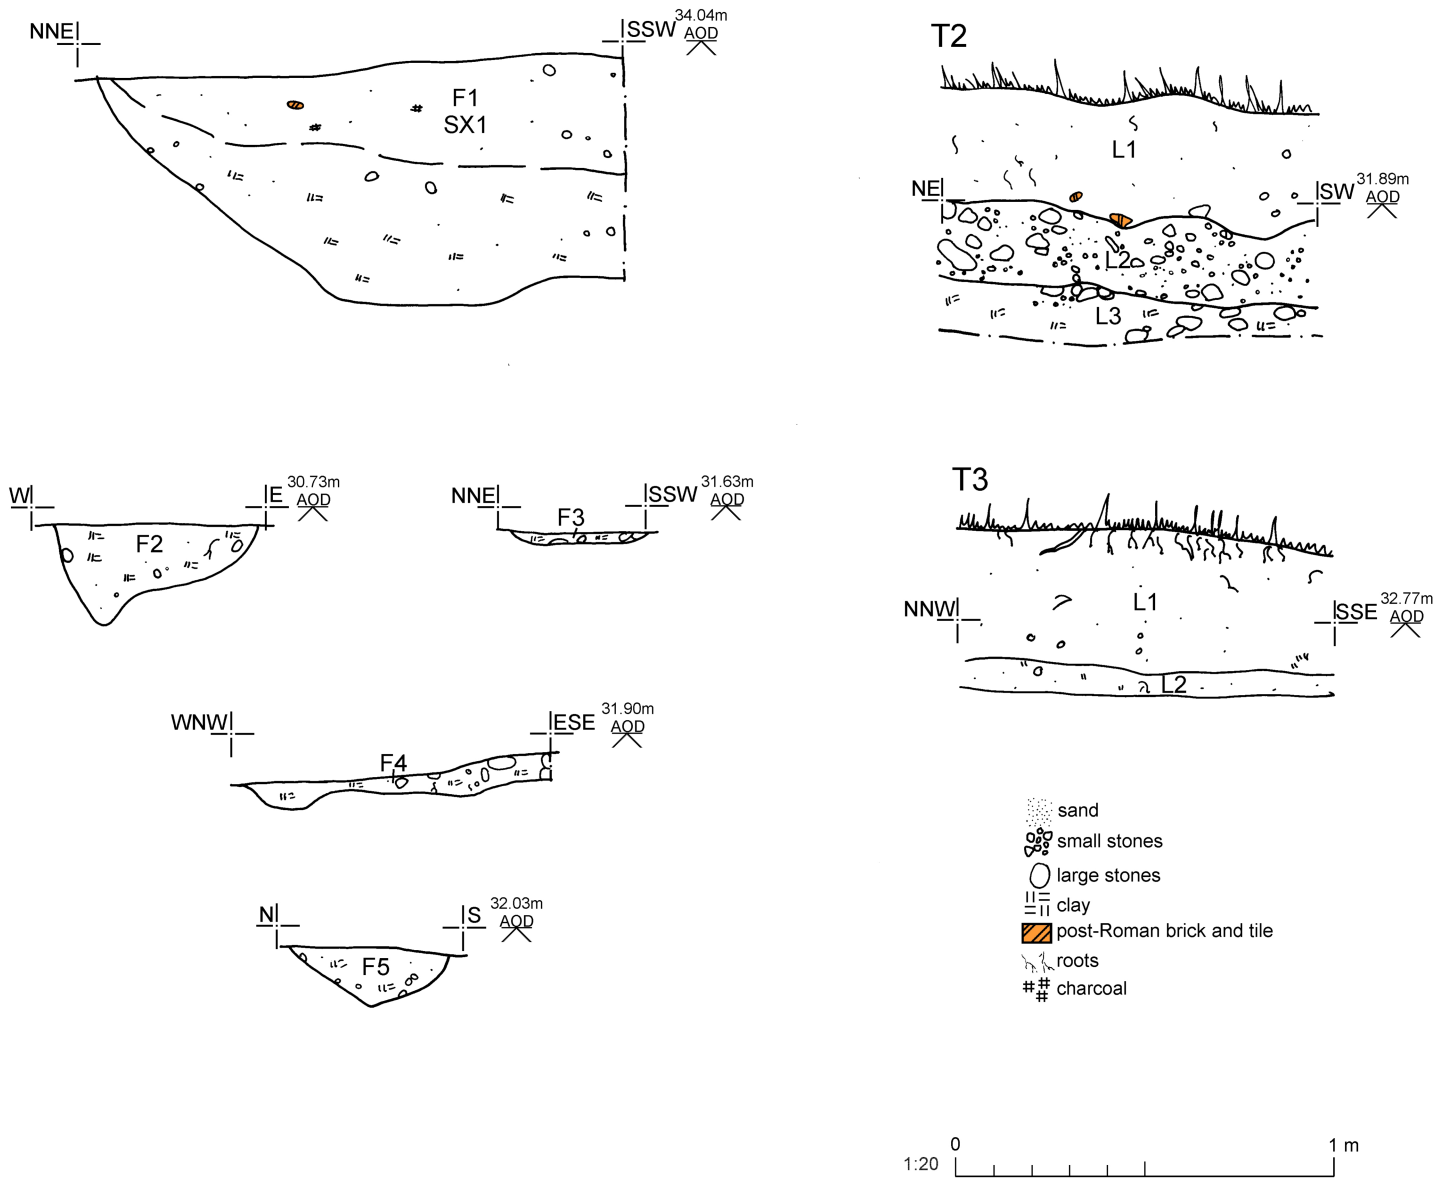 NNE
SSW
34.04m
AOD
F1
SX1
T2
L1
NE
SW
31.89m
AOD
L2
L3
W
E
30.73m
AOD
F2
NNE
SSW
31.63m
AOD
F3
T3
NNW
L1
SSE
32.77m
AOD
L2
WNW
ESE
31.90m
AOD
F4
N
S
32.03m
AOD
F5
sand
small stones
large stones
clay
post-Roman brick and tile
roots
charcoal
0
1 m
1:20